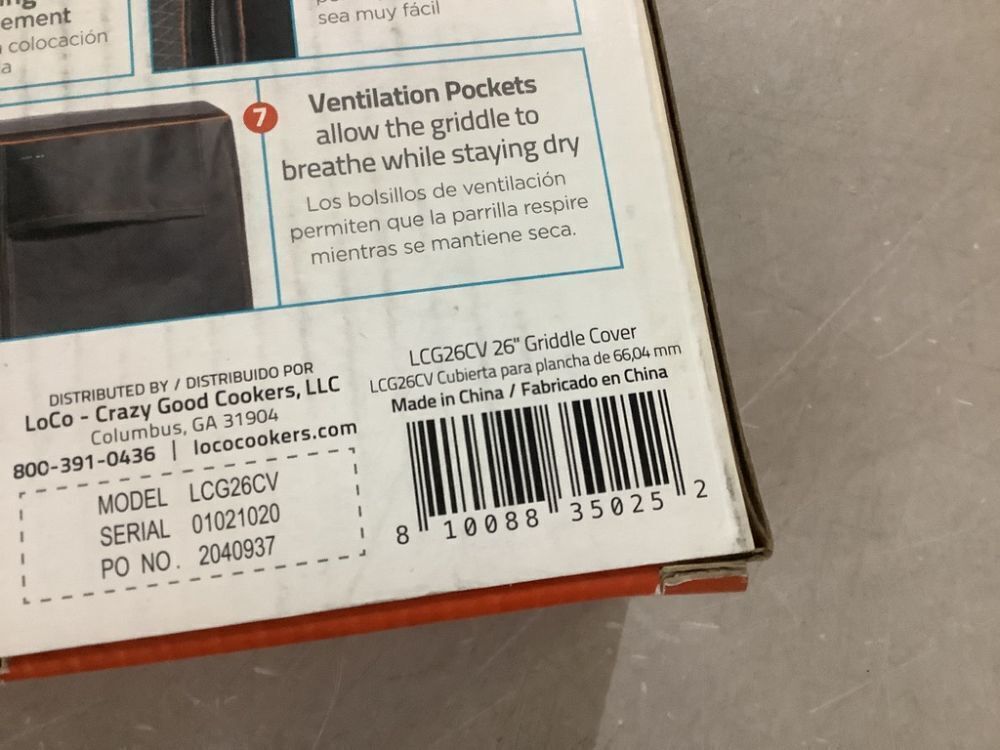 ement
colocación
a
sea muy fácil
7
Ventilation Pockets
allow the griddle to
breathe while staying dry
Los bolsillos de ventilación
permiten que la parrilla respire
mientras se mantiene seca.
DISTRIBUTED BY / DISTRIBUIDO POR
LoCo - Crazy Good Cookers, LLC
Columbus, GA 31904
800-391-0436 | lococookers.com
MODEL LCG26CV
SERIAL 01021020
PO NO. 2040937
LCG26CV 26" Griddle Cover
LCG26CV Cubierta para plancha de 66,04 mm
Made in China / Fabricado en China
8 10088 35025 2